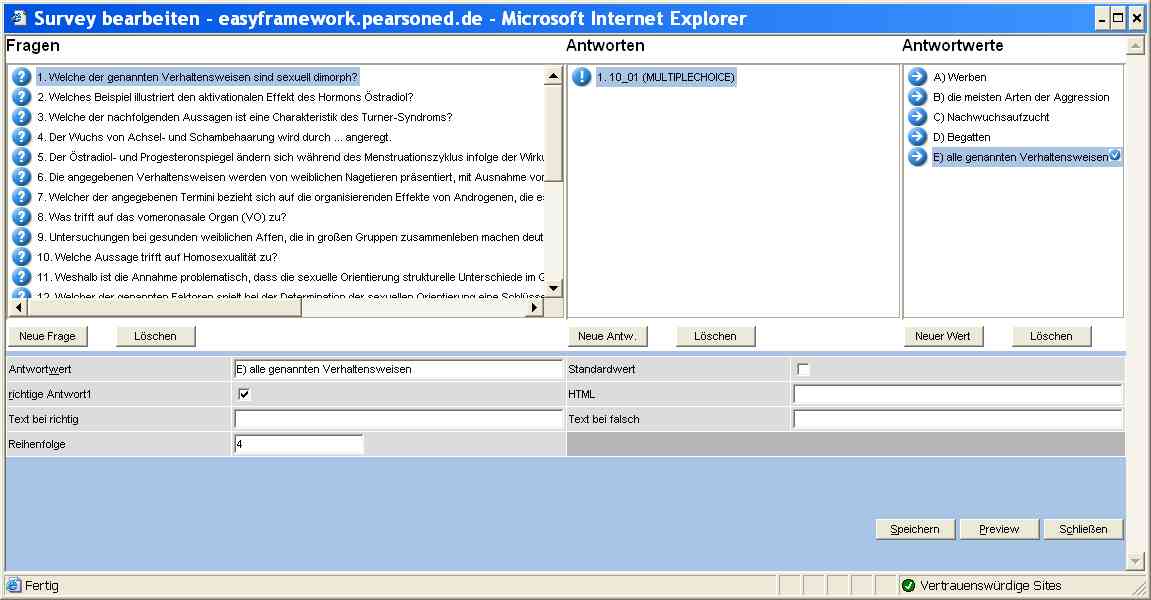 Survey bearbeiten - easyframework.pearsoned.de - Microsoft Internet Explorer
Fragen
1. Welche der genannten Verhaltensweisen sind sexuell dimorph?
2. Welches Beispiel illustriert den aktivationalen Effekt des Hormons Östradiol?
3. Welche der nachfolgenden Aussagen ist eine Charakteristik des Turner-Syndroms?
4. Der Wuchs von Achsel- und Schambehaarung wird durch ... angeregt.
5. Der Östradiol- und Progesteronspiegel ändern sich während des Menstruationszyklus infolge der Wirku
6. Die angegebenen Verhaltensweisen werden von weiblichen Nagetieren präsentiert, mit Ausnahme vor
7. Welcher der angegebenen Termini bezieht sich auf die organisierenden Effekte von Androgenen, die e
8. Was trifft auf das vomeronasale Organ (VO) zu?
9. Untersuchungen bei gesunden weiblichen Affen, die in großen Gruppen zusammenleben machen deut
10. Welche Aussage trifft auf Homosexualität zu?
11. Weshalb ist die Annahme problematisch, dass die sexuelle Orientierung strukturelle Unterschiede im G
12. Welcher der genannten Faktoren spielt bei der Determination der sexuellen Orientierung eine Schlüsse
Neue Frage
Löschen
Antworten
1. 10_01 (MULTIPLECHOICE)
Neue Antw.
Löschen
Antwortwerte
A) Werben
B) die meisten Arten der Aggression
C) Nachwuchsaufzucht
D) Begatten
E) alle genannten Verhaltensweisen
Neuer Wert
Löschen
Antwortwert
E) alle genannten Verhaltensweisen
Standardwert
richtige Antwort1
HTML
Text bei richtig
Text bei falsch
Reihenfolge
4
Speichern
Preview
Schließen
Fertig
Vertrauenswürdige Sites